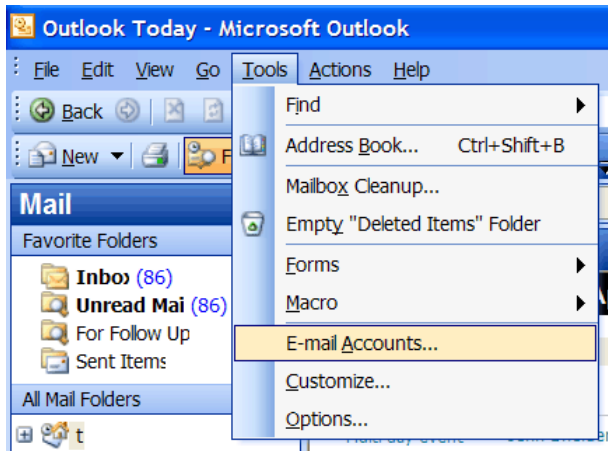 Outlook Today - Microsoft Outlook
File Edit View Go Tools Actions Help
Back
New
Find
Address Book... Ctrl+Shift+B
Mailbox Cleanup...
Empty "Deleted Items" Folder
Forms
Macro
E-mail Accounts...
Customize...
Options...
Mail
Favorite Folders
Inbox (86)
Unread Mai (86)
For Follow Up
Sent Items
All Mail Folders
t